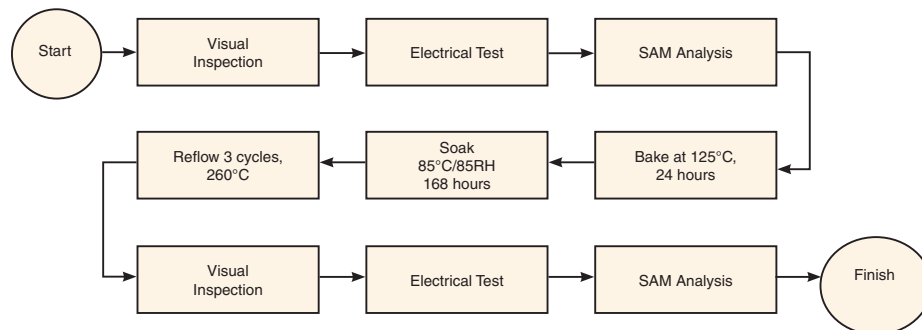 Start
Visual
Inspection
Electrical Test
SAM Analysis
Bake at 125°C,
24 hours
Soak
85°C/85RH
168 hours
Reflow 3 cycles,
260°C
Visual
Inspection
Electrical Test
SAM Analysis
Finish